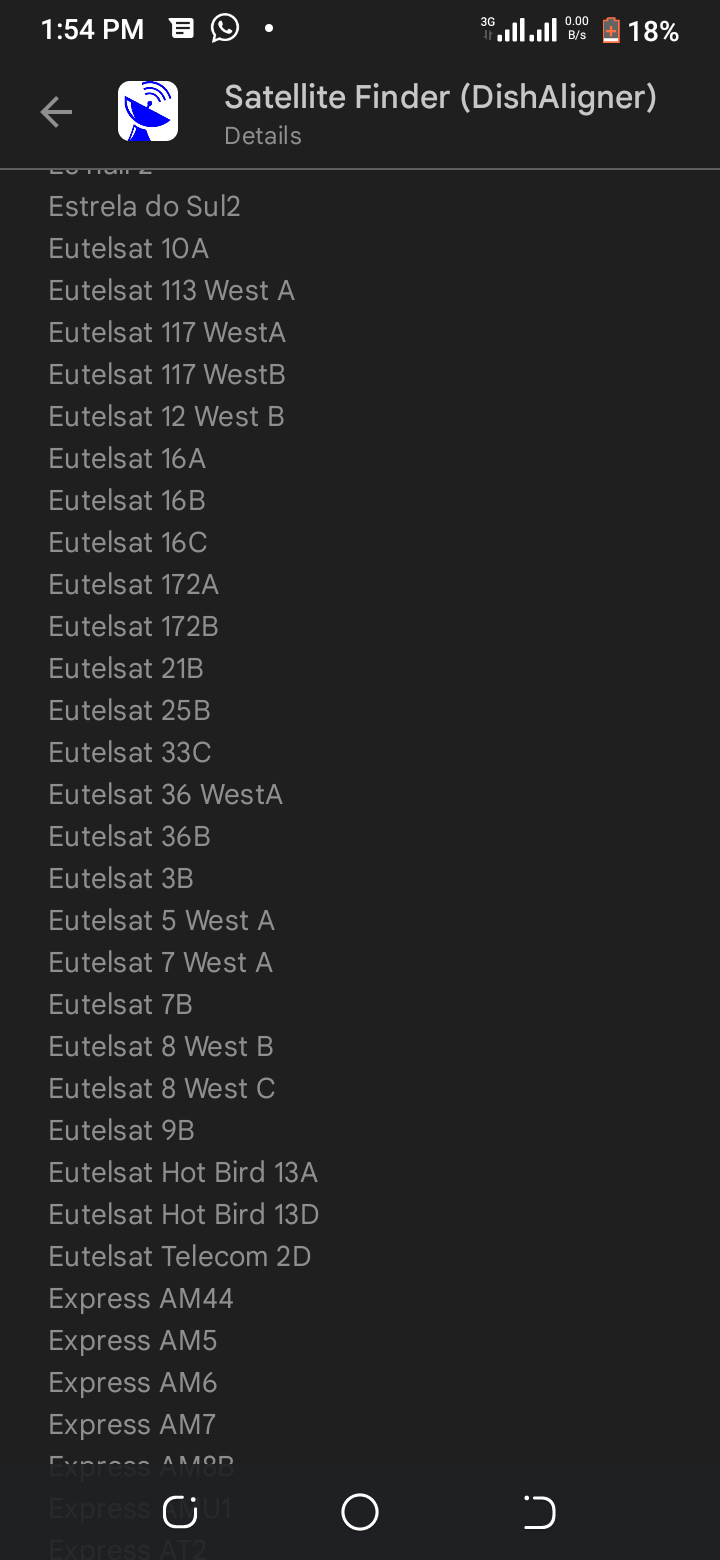 1:54 PM
3G
0.00
B/s
18%
Satellite Finder (DishAligner)
Details
Estrela do Sul2
Eutelsat 10A
Eutelsat 113 West A
Eutelsat 117 WestA
Eutelsat 117 WestB
Eutelsat 12 West B
Eutelsat 16A
Eutelsat 16B
Eutelsat 16C
Eutelsat 172A
Eutelsat 172B
Eutelsat 21B
Eutelsat 25B
Eutelsat 33C
Eutelsat 36 WestA
Eutelsat 36B
Eutelsat 3B
Eutelsat 5 West A
Eutelsat 7 West A
Eutelsat 7B
Eutelsat 8 West B
Eutelsat 8 West C
Eutelsat 9B
Eutelsat Hot Bird 13A
Eutelsat Hot Bird 13D
Eutelsat Telecom 2D
Express AM44
Express AM5
Express AM6
Express AM7
Express AM8B
Express AMU1
Express AT2